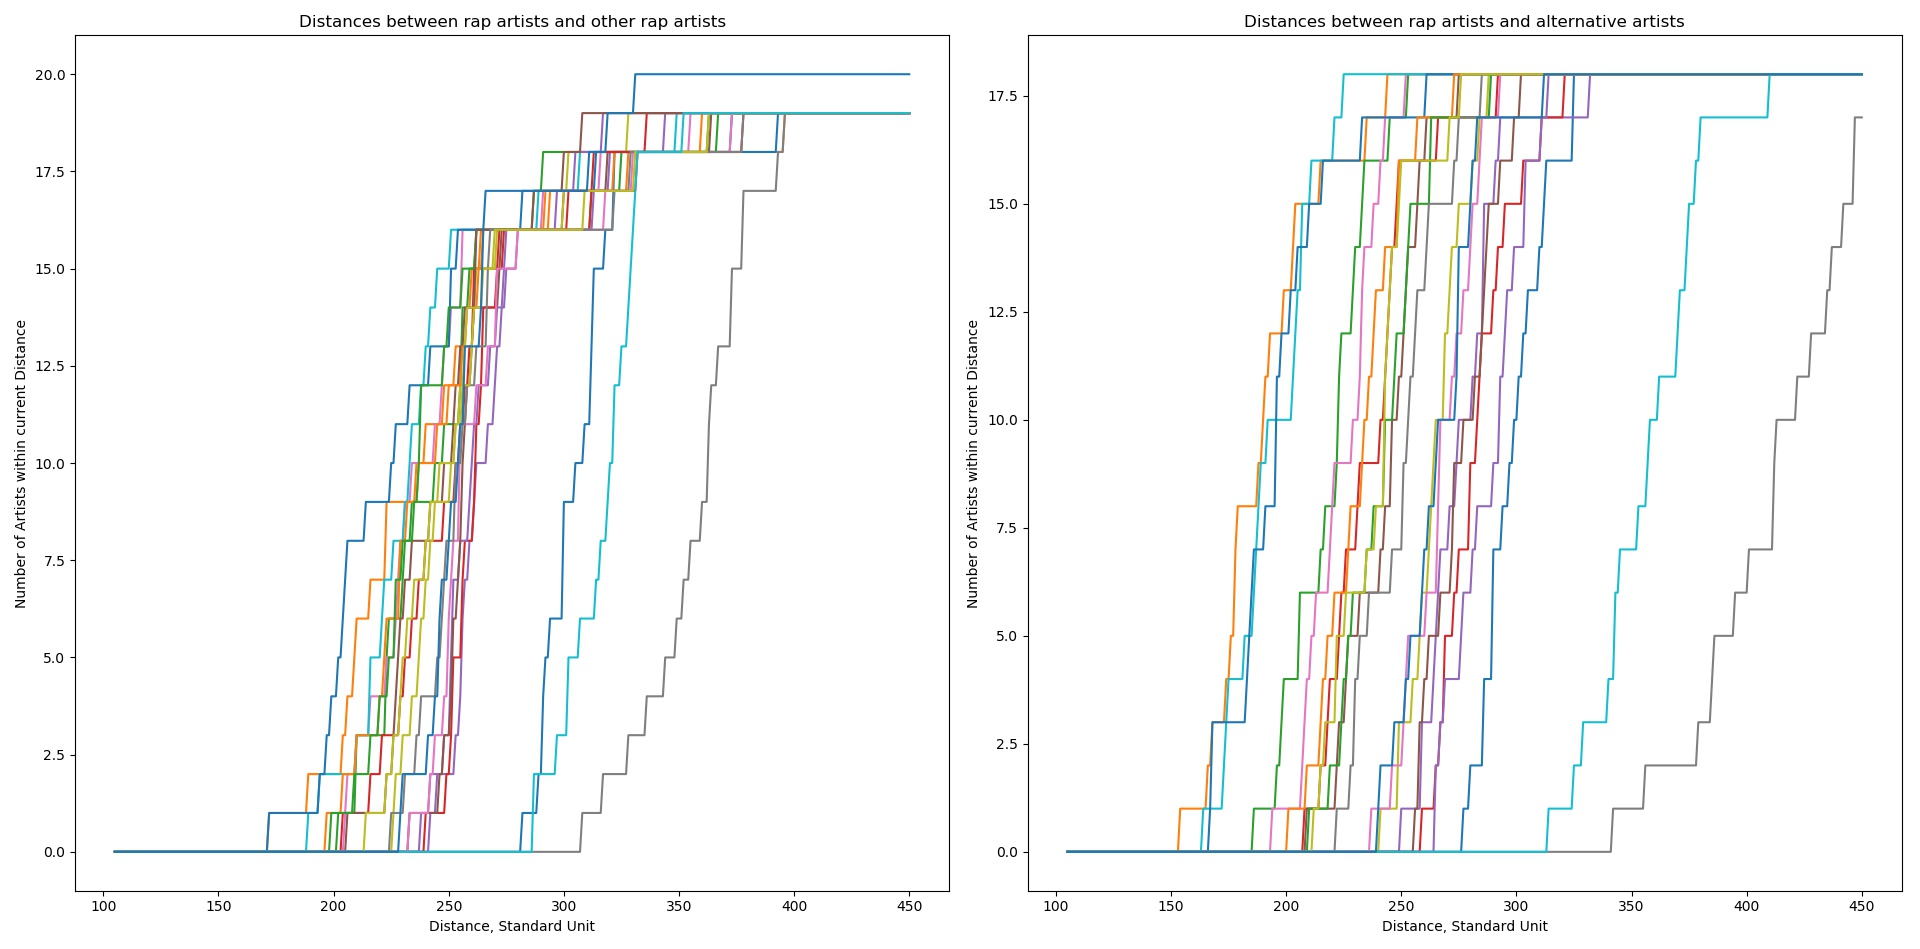 Distances between rap artists and other rap artists
Number of Artists within current Distance
20.0
17.5
15.0
12.5
10.0
7.5
5.0
2.5
0.0
100 150 200 250 300 350 400 450
Distance, Standard Unit
Distances between rap artists and alternative artists
Number of Artists within current Distance
17.5
15.0
12.5
10.0
7.5
5.0
2.5
0.0
100 150 200 250 300 350 400 450
Distance, Standard Unit